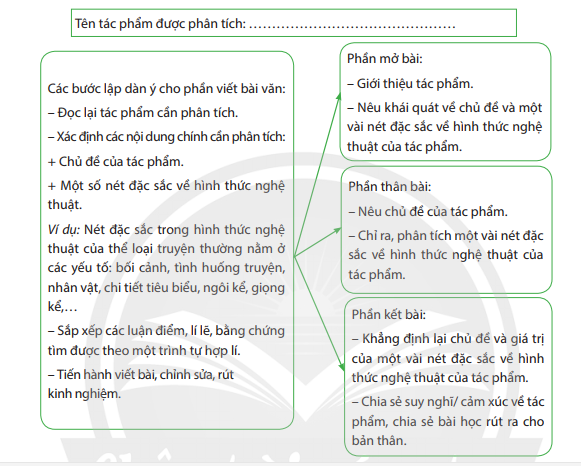 Tên tác phẩm được phân tích: ……………………………………
Các bước lập dàn ý cho phần viết bài văn:
– Đọc lại tác phẩm cần phân tích.
– Xác định các nội dung chính cần phân tích:
+ Chủ đề của tác phẩm.
+ Một số nét đặc sắc về hình thức nghệ
thuật.
Ví dụ: Nét đặc sắc trong hình thức nghệ
thuật của thể loại truyện thường nằm ở
các yếu tố: bối cảnh, tình huống truyện,
nhân vật, chi tiết tiêu biểu, ngôi kể, giọng
kể,…
– Sắp xếp các luận điểm, lí lẽ, bằng chứng
tìm được theo một trình tự hợp lí.
– Tiến hành viết bài, chỉnh sửa, rút
kinh nghiệm.
Phần mở bài:
– Giới thiệu tác phẩm.
– Nêu khái quát về chủ đề và một
vài nét đặc sắc về hình thức nghệ
thuật của tác phẩm.
Phần thân bài:
– Nêu chủ đề của tác phẩm.
– Chỉ ra, phân tích một vài nét đặc
sắc về hình thức nghệ thuật của
tác phẩm.
Phần kết bài:
– Khẳng định lại chủ đề và giá trị
của một vài nét đặc sắc về hình
thức nghệ thuật của tác phẩm.
– Chia sẻ suy nghĩ/ cảm xúc về tác
phẩm, chia sẻ bài học rút ra cho
bản thân.